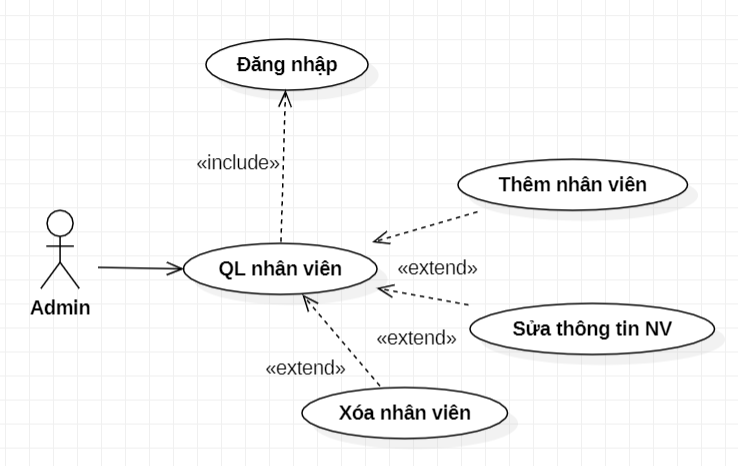 Đăng nhập
«include»
Thêm nhân viên
QL nhân viên
«extend»
Admin
Sửa thông tin NV
«extend»
«extend»
Xóa nhân viên